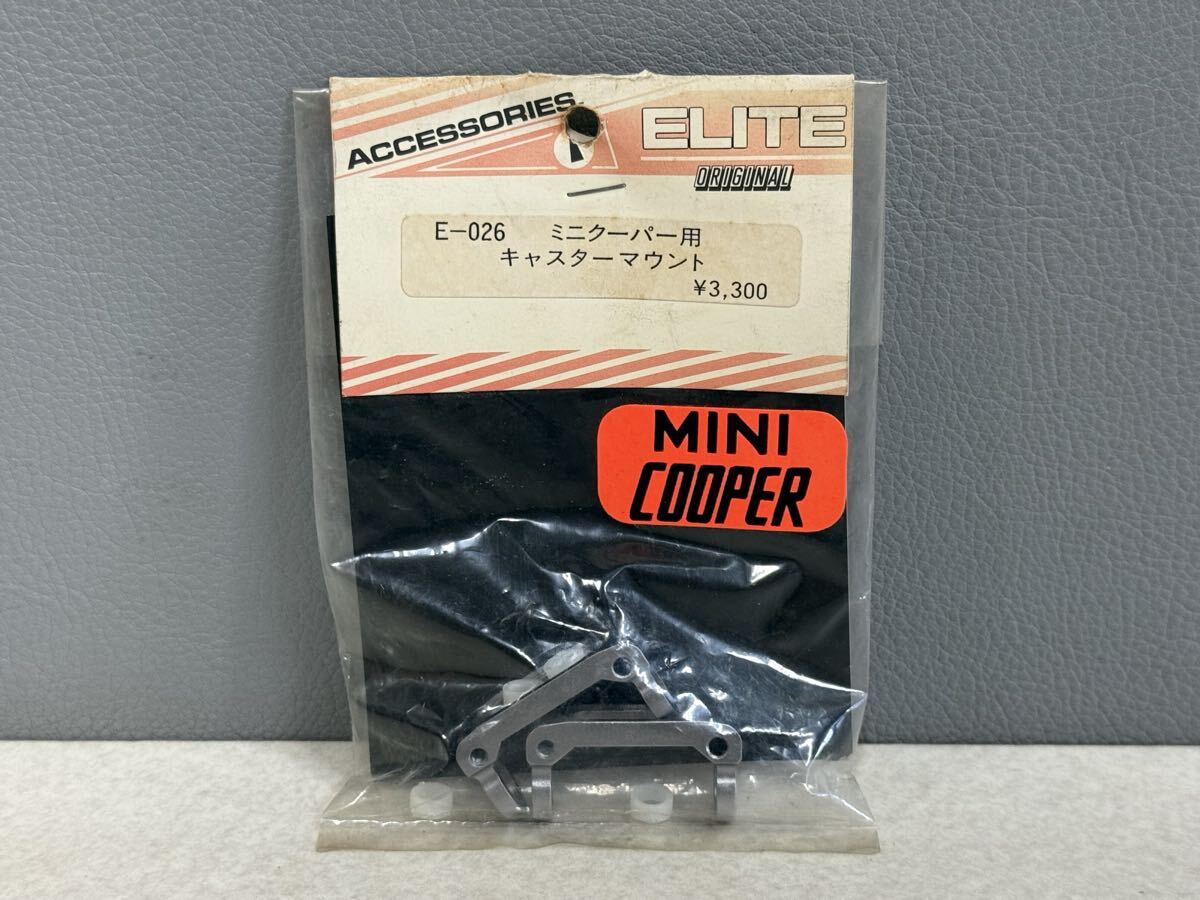 ACCESSORIES
ELITE
ORIGINAL
E-026 ミニクーパー用
キャスターマウント
¥3,300
MINI
COOPER